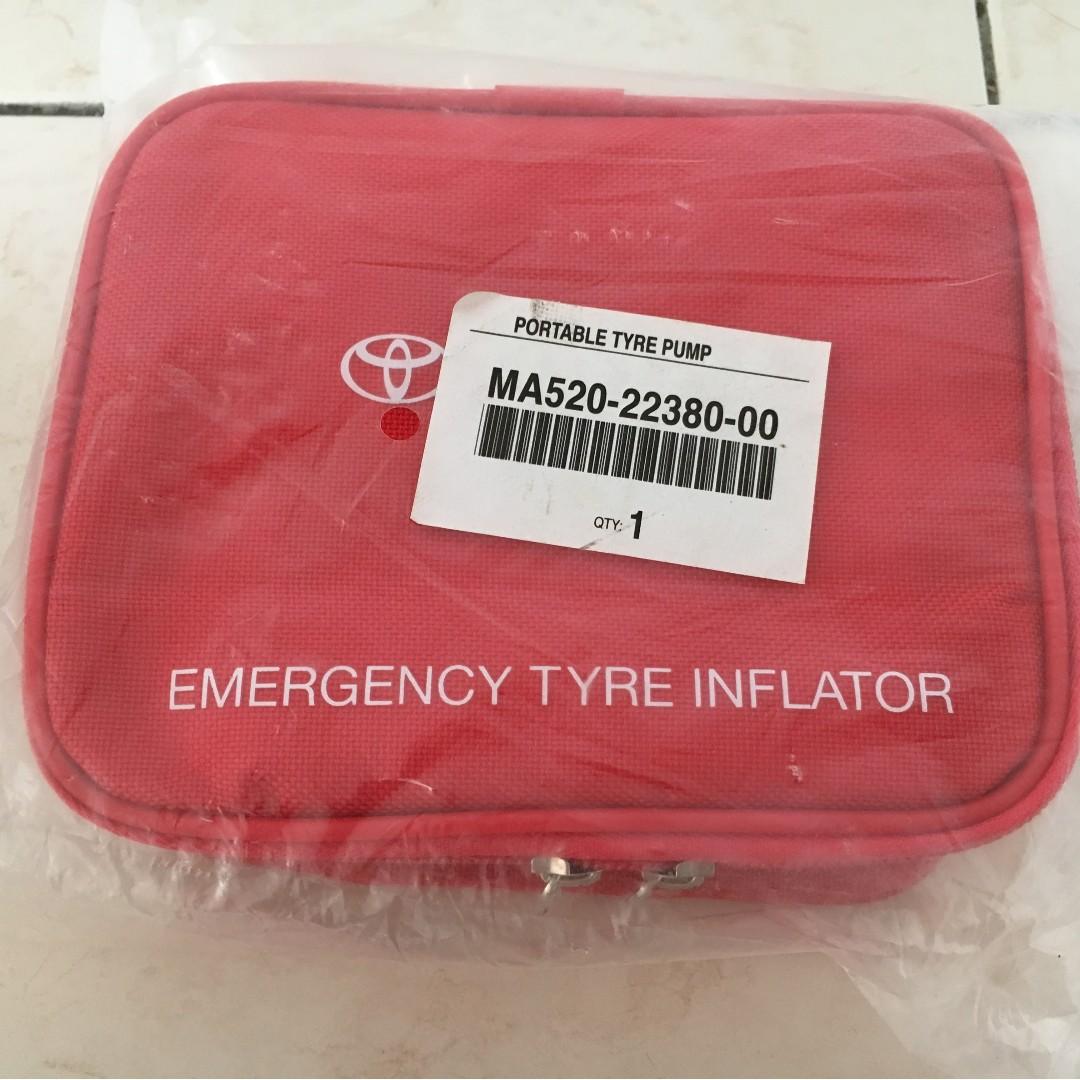 PORTABLE TYRE PUMP
MA520-22380-00
QTY: 1
EMERGENCY TYRE INFLATOR